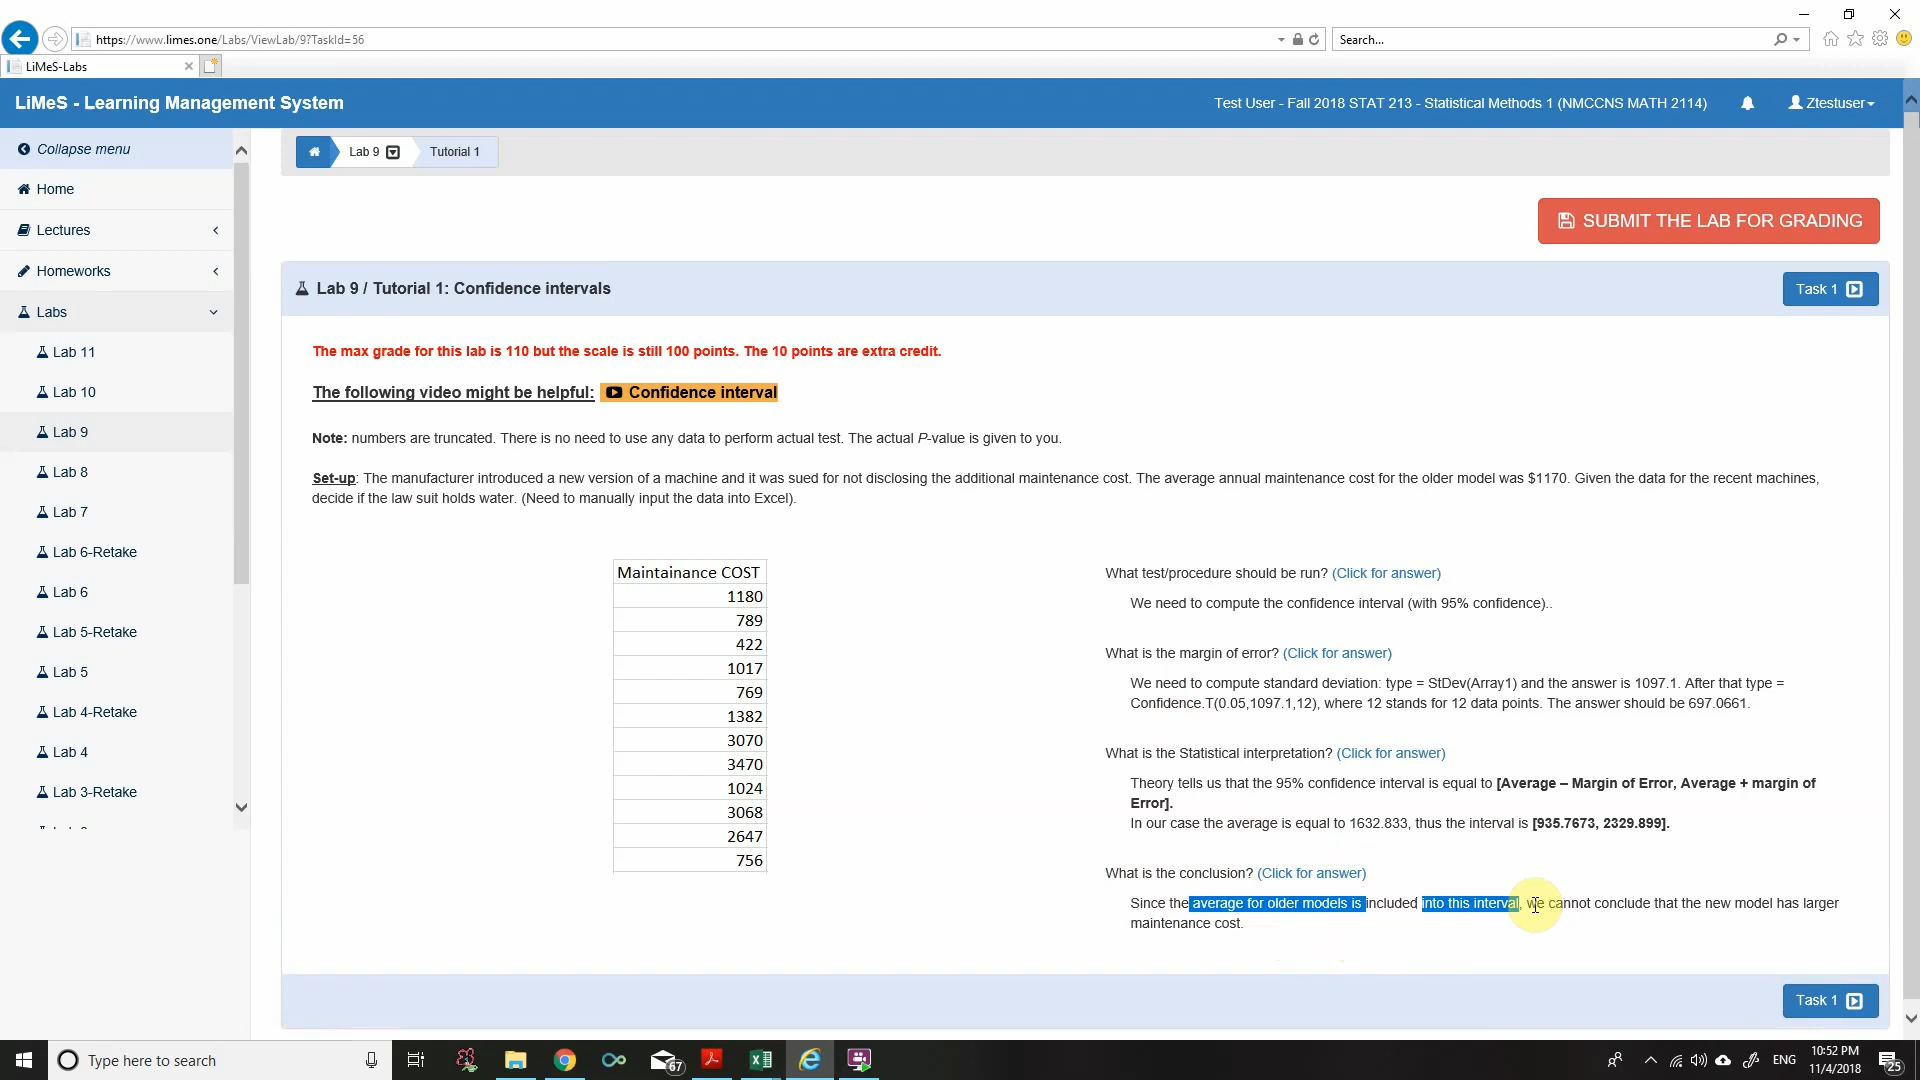 https://www.limes.one/Labs/ViewLab/9?TaskId=56
Search...
LiMeS-Labs
LiMeS - Learning Management System
Test User - Fall 2018 STAT 213 - Statistical Methods 1 (NMCCNS MATH 2114)
Ztestuser
Collapse menu
Home
Lectures
Homeworks
Labs
Lab 11
Lab 10
Lab 9
Lab 8
Lab 7
Lab 6-Retake
Lab 6
Lab 5-Retake
Lab 5
Lab 4-Retake
Lab 4
Lab 3-Retake
Lab 9
Tutorial 1
SUBMIT THE LAB FOR GRADING
Lab 9 / Tutorial 1: Confidence intervals
Task 1
The max grade for this lab is 110 but the scale is still 100 points. The 10 points are extra credit.
The following video might be helpful: Confidence interval
Note: numbers are truncated. There is no need to use any data to perform actual test. The actual P-value is given to you.
Set-up: The manufacturer introduced a new version of a machine and it was sued for not disclosing the additional maintenance cost. The average annual maintenance cost for the older model was $1170. Given the data for the recent machines,
decide if the law suit holds water. (Need to manually input the data into Excel).
Maintainance COST
1180
789
422
1017
769
1382
3070
3470
1024
3068
2647
756
What test/procedure should be run? (Click for answer)
We need to compute the confidence interval (with 95% confidence)..
What is the margin of error? (Click for answer)
We need to compute standard deviation: type = StDev(Array1) and the answer is 1097.1. After that type =
Confidence.T(0.05,1097.1,12), where 12 stands for 12 data points. The answer should be 697.0661.
What is the Statistical interpretation? (Click for answer)
Theory tells us that the 95% confidence interval is equal to [Average – Margin of Error, Average + margin of
Error].
In our case the average is equal to 1632.833, thus the interval is [935.7673, 2329.899].
What is the conclusion? (Click for answer)
Since the average for older models is included into this interval, we cannot conclude that the new model has larger
maintenance cost.
Task 1
Type here to search
67
ENG
10:52 PM
11/4/2018
25